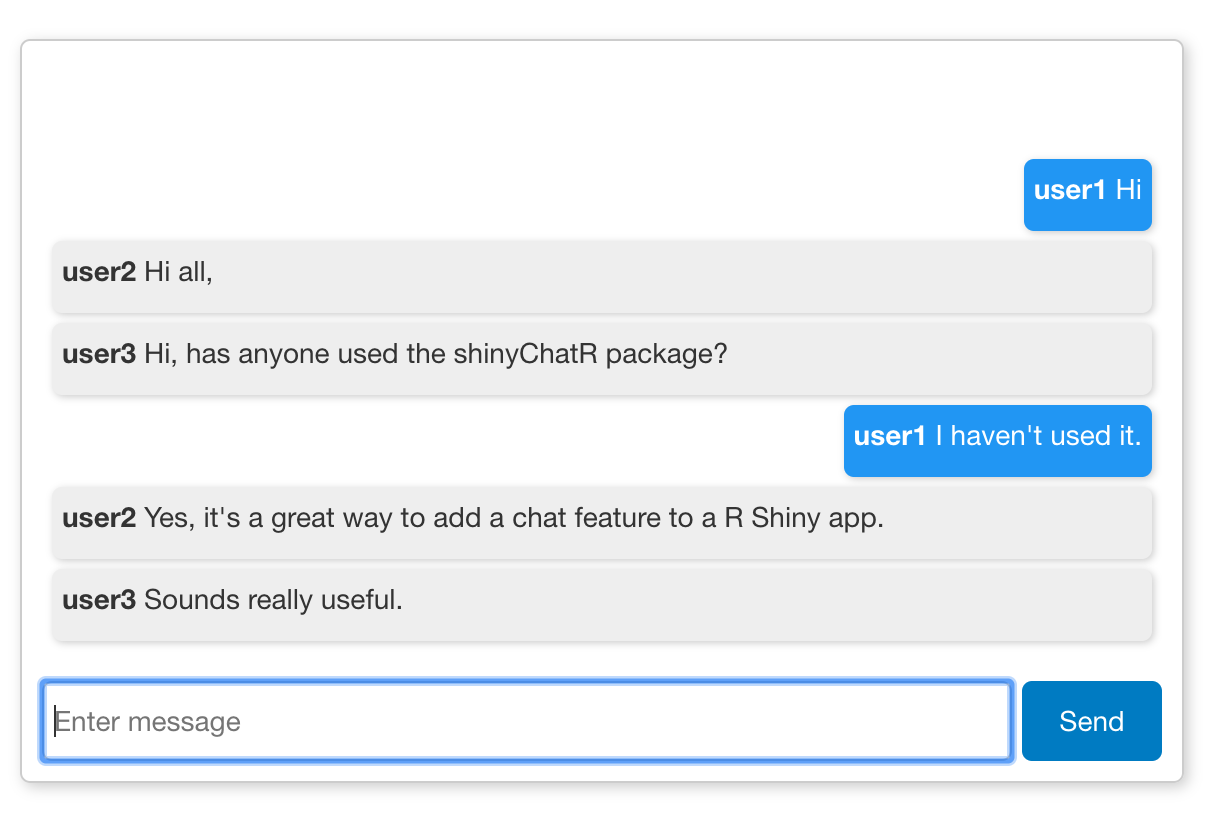 user1 Hi
user2 Hi all,
user3 Hi, has anyone used the shinyChatR package?
user1 I haven't used it.
user2 Yes, it's a great way to add a chat feature to a R Shiny app.
user3 Sounds really useful.
Enter message
Send